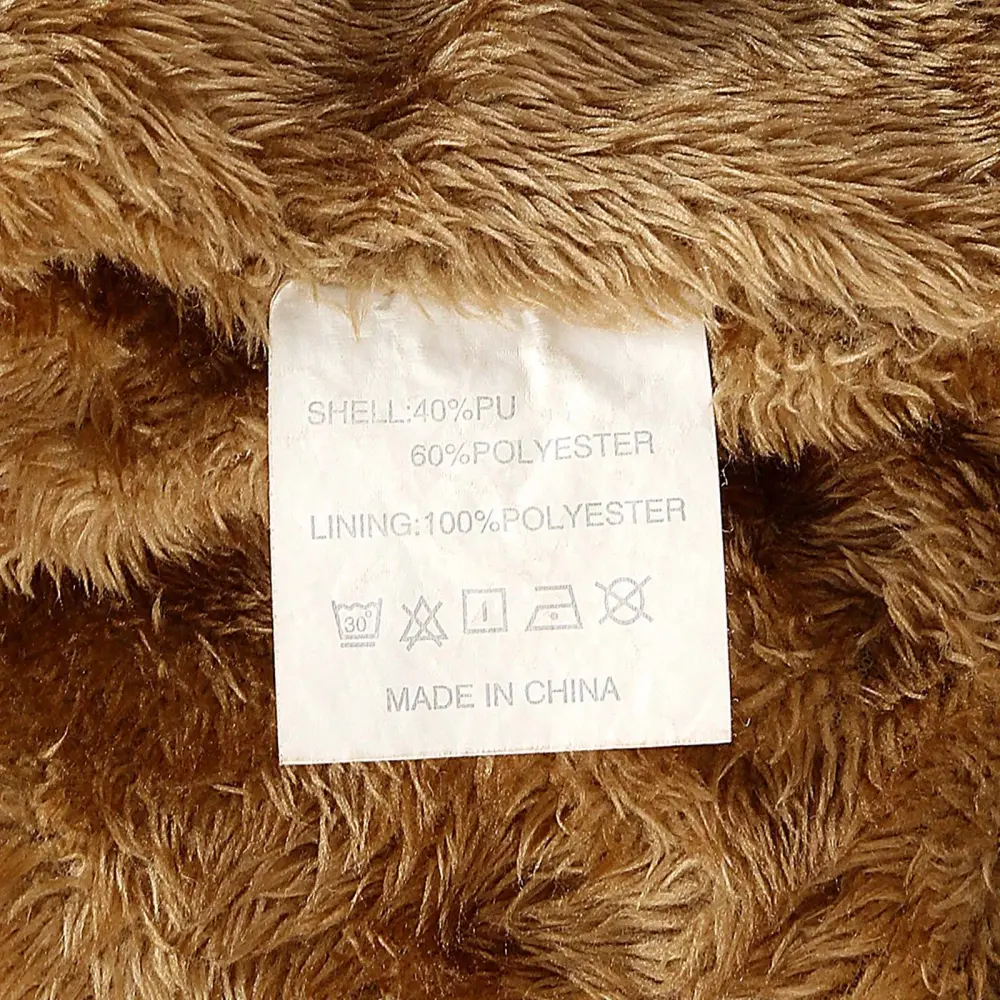 SHELL:40%PU
60%POLYESTER
LINING:100%POLYESTER
30°
MADE IN CHINA